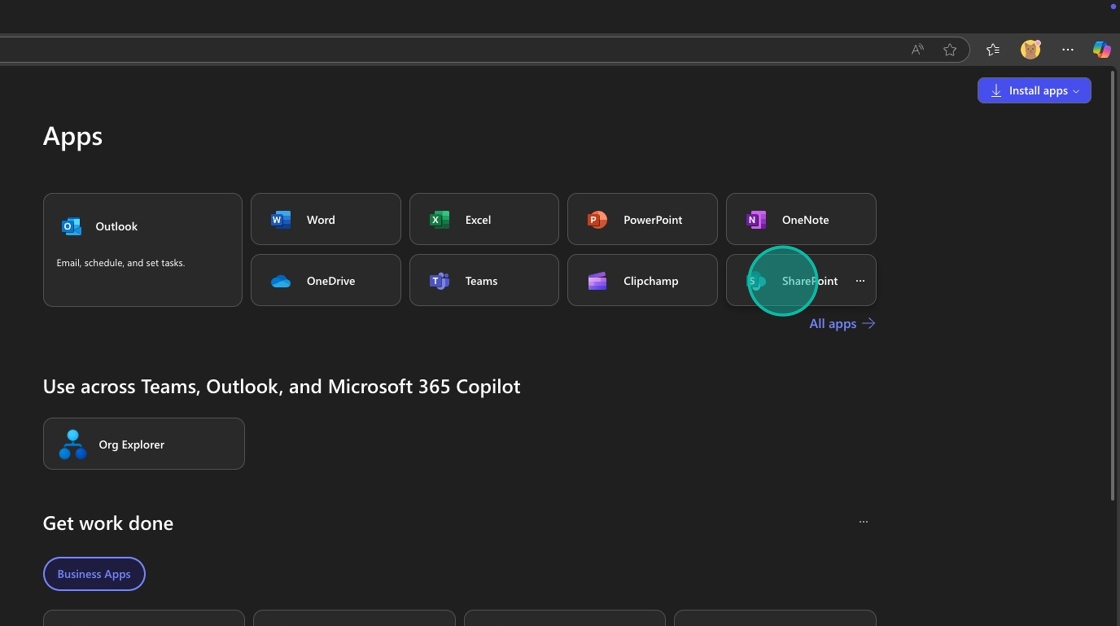 Install apps
Apps
Outlook
Email, schedule, and set tasks.
Word
Excel
PowerPoint
OneNote
OneDrive
Teams
Clipchamp
SharePoint
All apps
Use across Teams, Outlook, and Microsoft 365 Copilot
Org Explorer
Get work done
Business Apps